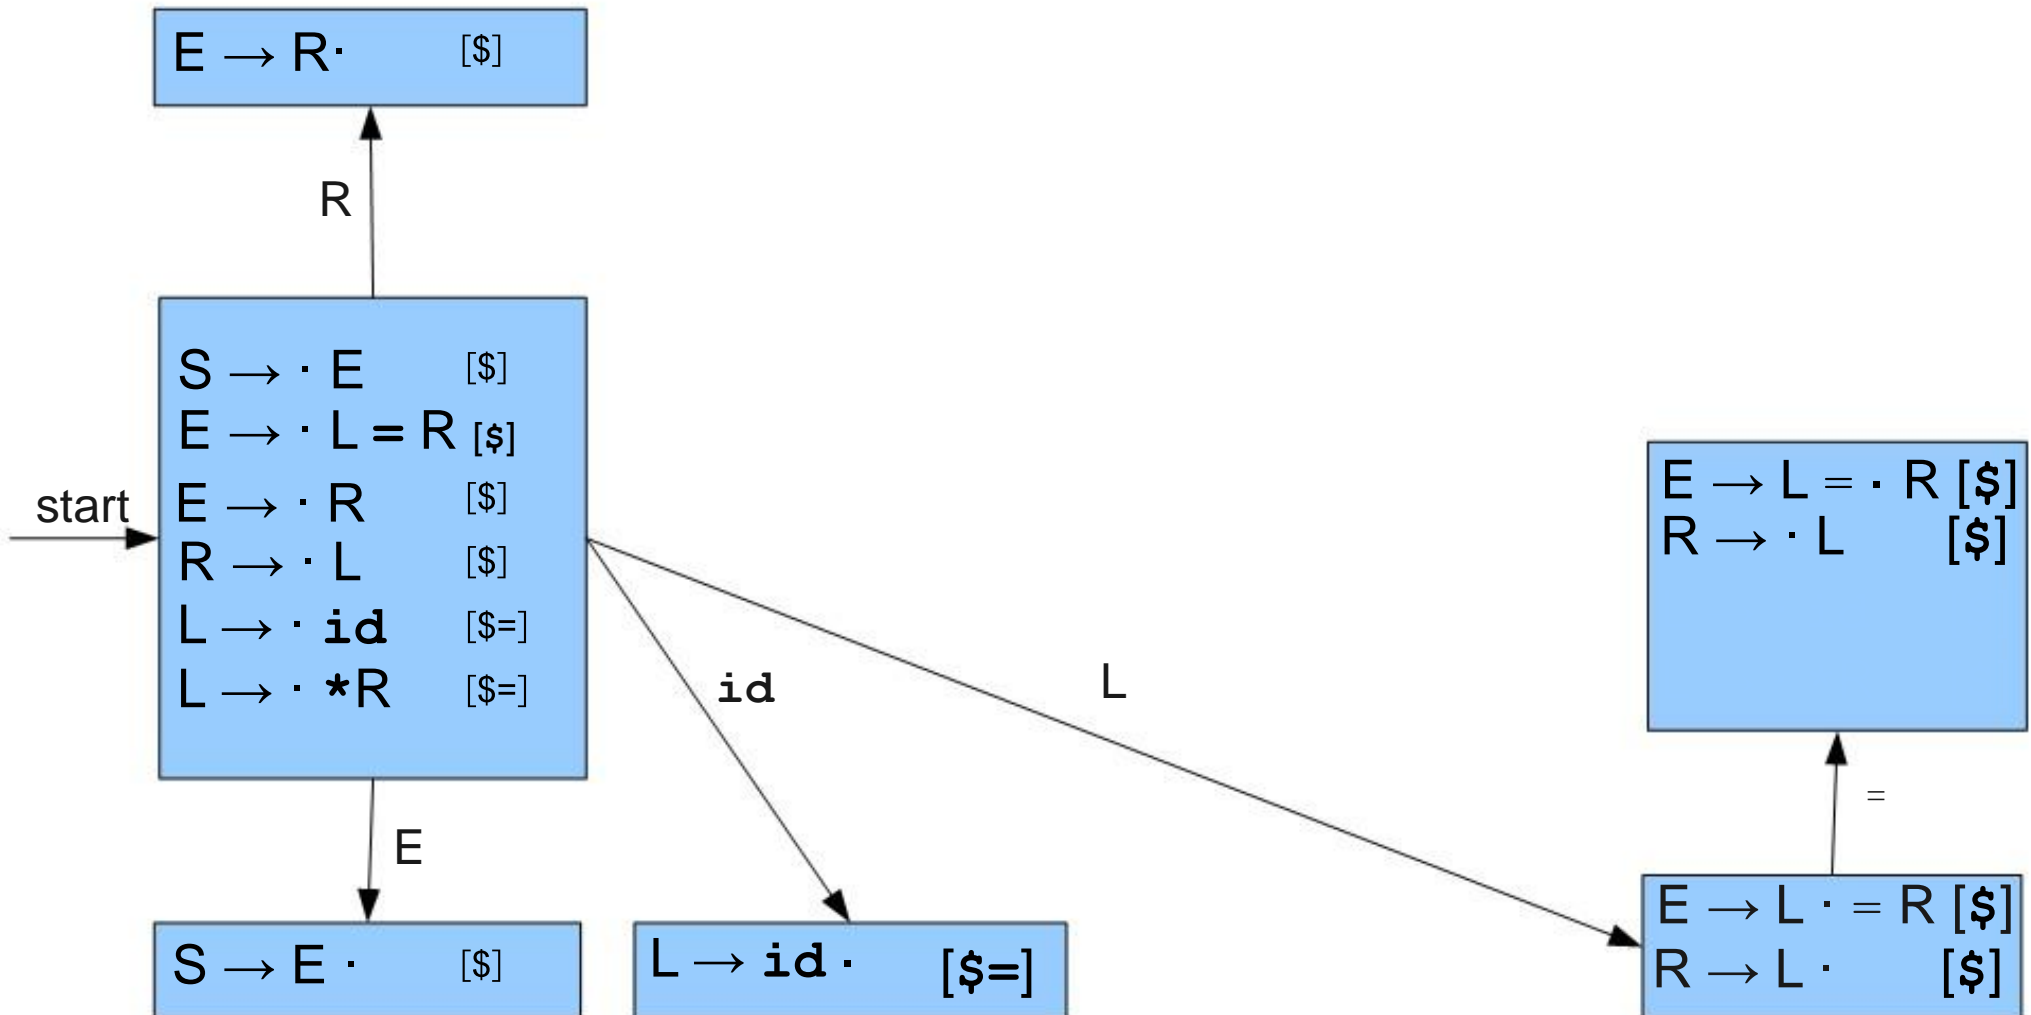 E → R· [$]
R
S → · E [$]
E → · L = R [$]
E → · R [$]
R → · L [$]
L → · id [$=]
L → · *R [$=]
start
E → L = · R [$]
R → · L [$]
id
L
=
E
S → E · [$]
L → id · [$=]
E → L · = R [$]
R → L · [$]